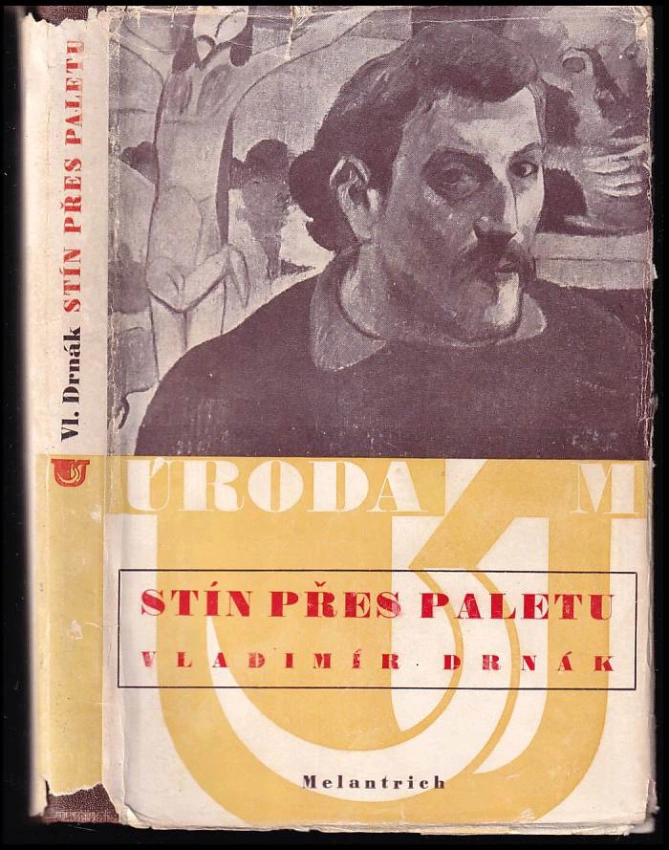 Vl. Drnák STÍN PŘES PALETU
ÚRODA M
STÍN PŘES PALETU
VLADIMÍR DRNÁK
Melantrich